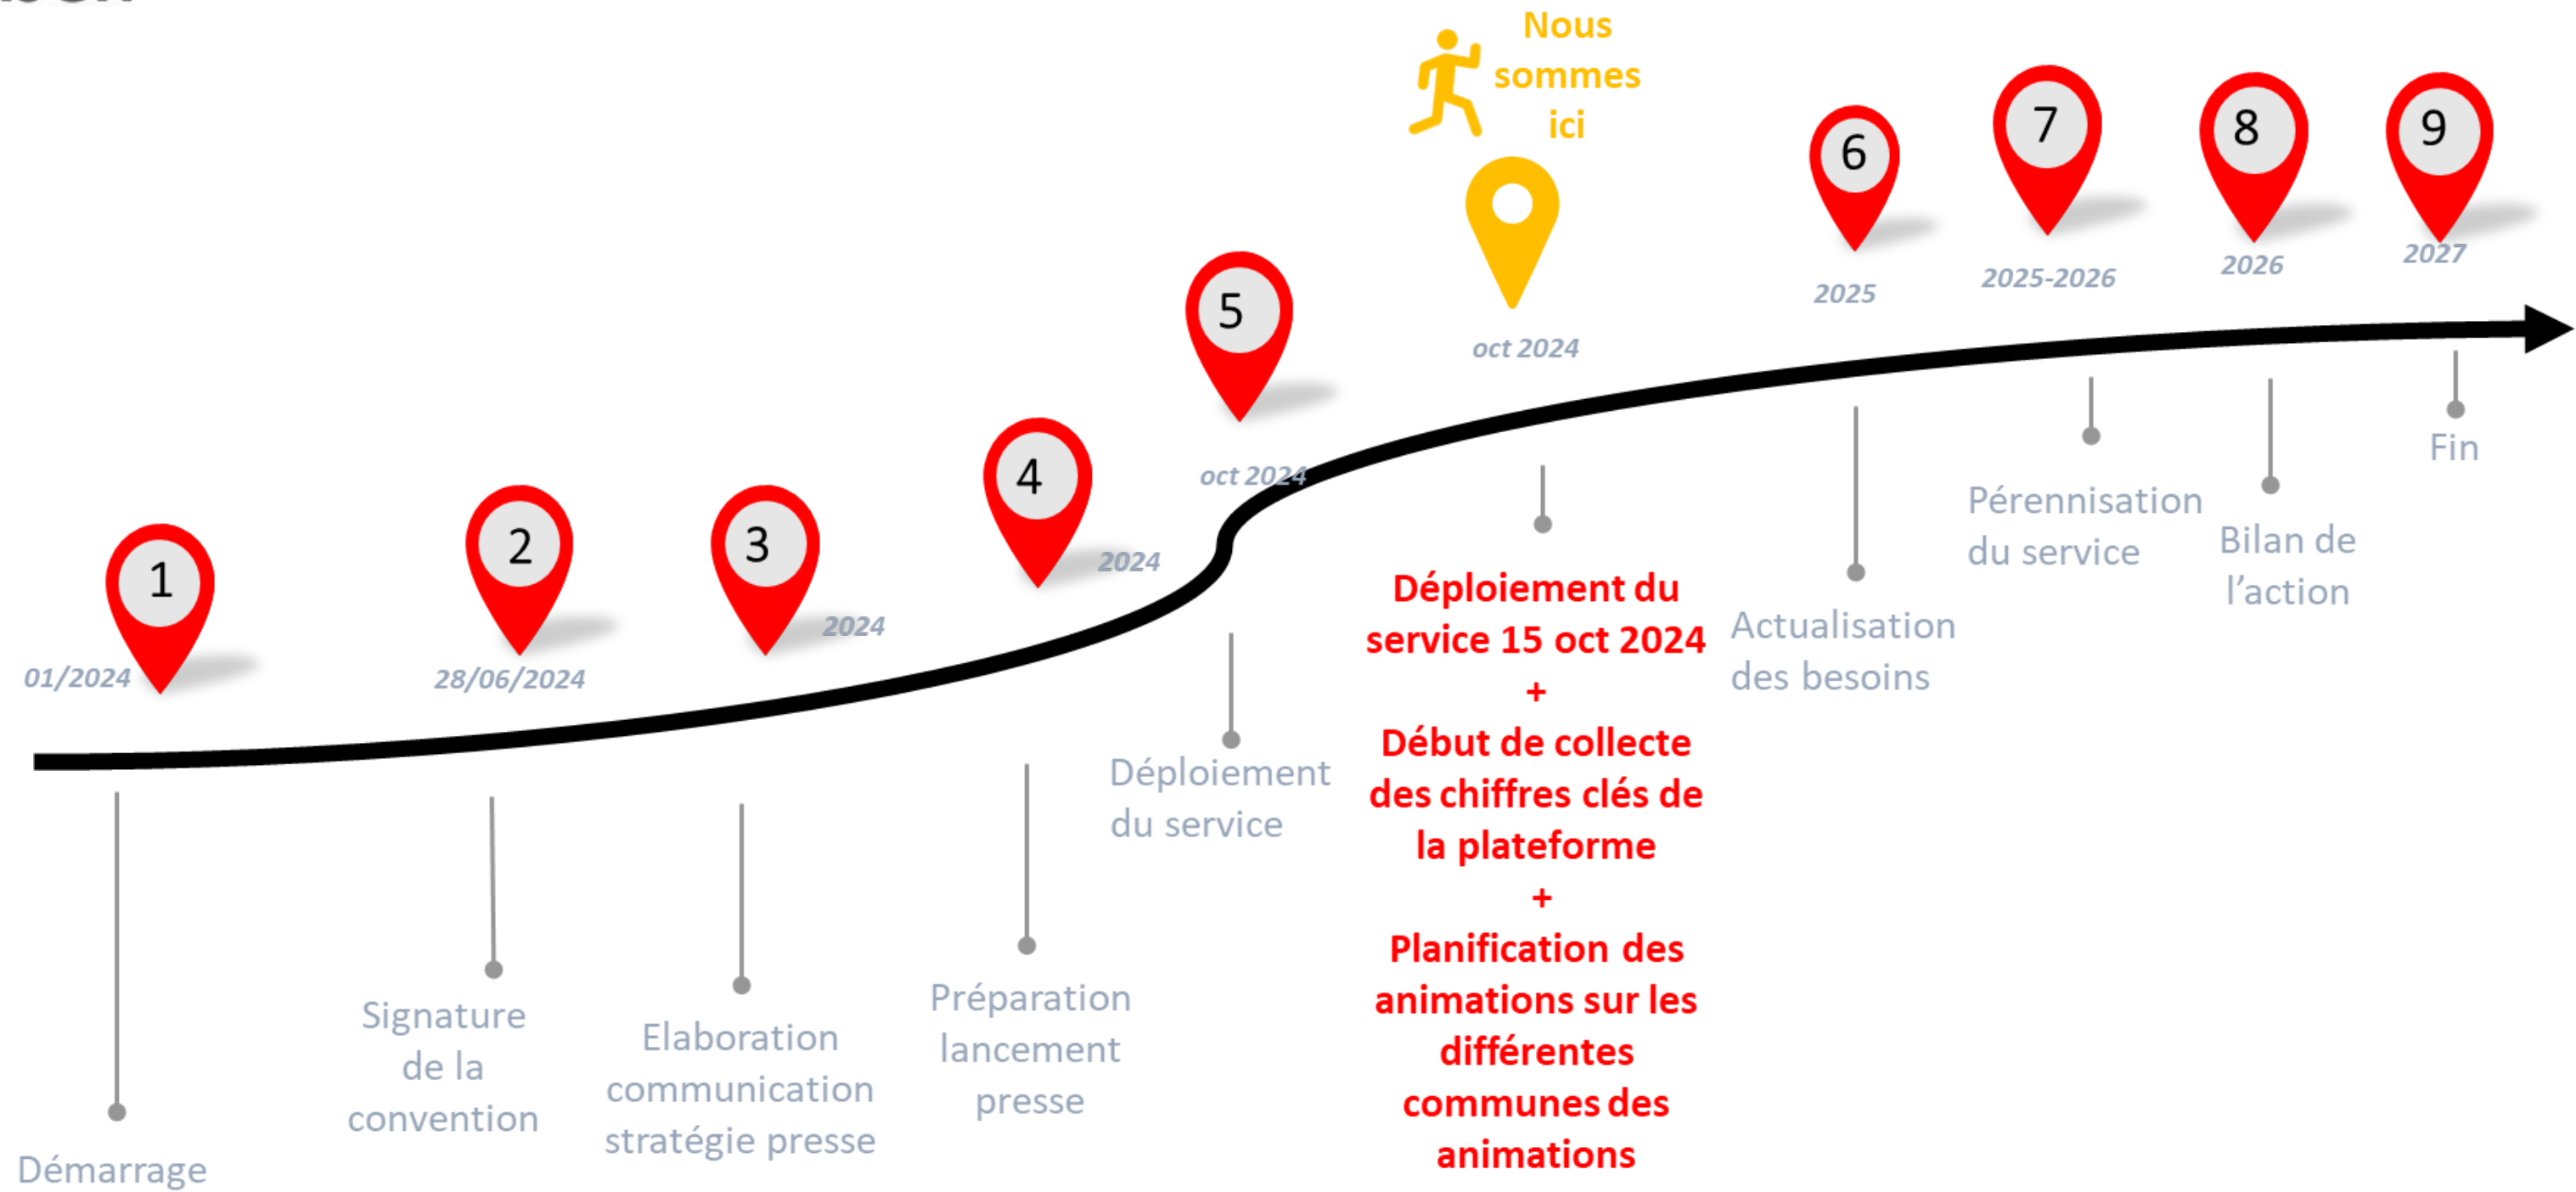 Nous
sommes
ici
1
01/2024
Démarrage
2
28/06/2024
Signature
de la
convention
3
2024
Elaboration
communication
stratégie presse
4
2024
Préparation
lancement
presse
5
oct 2024
Déploiement
du service
oct 2024
Déploiement du
service 15 oct 2024
+
Début de collecte
des chiffres clés de
la plateforme
+
Planification des
animations sur les
différentes
communes des
animations
6
2025
Actualisation
des besoins
7
2025-2026
Pérennisation
du service
8
2026
Bilan de
l’action
9
2027
Fin